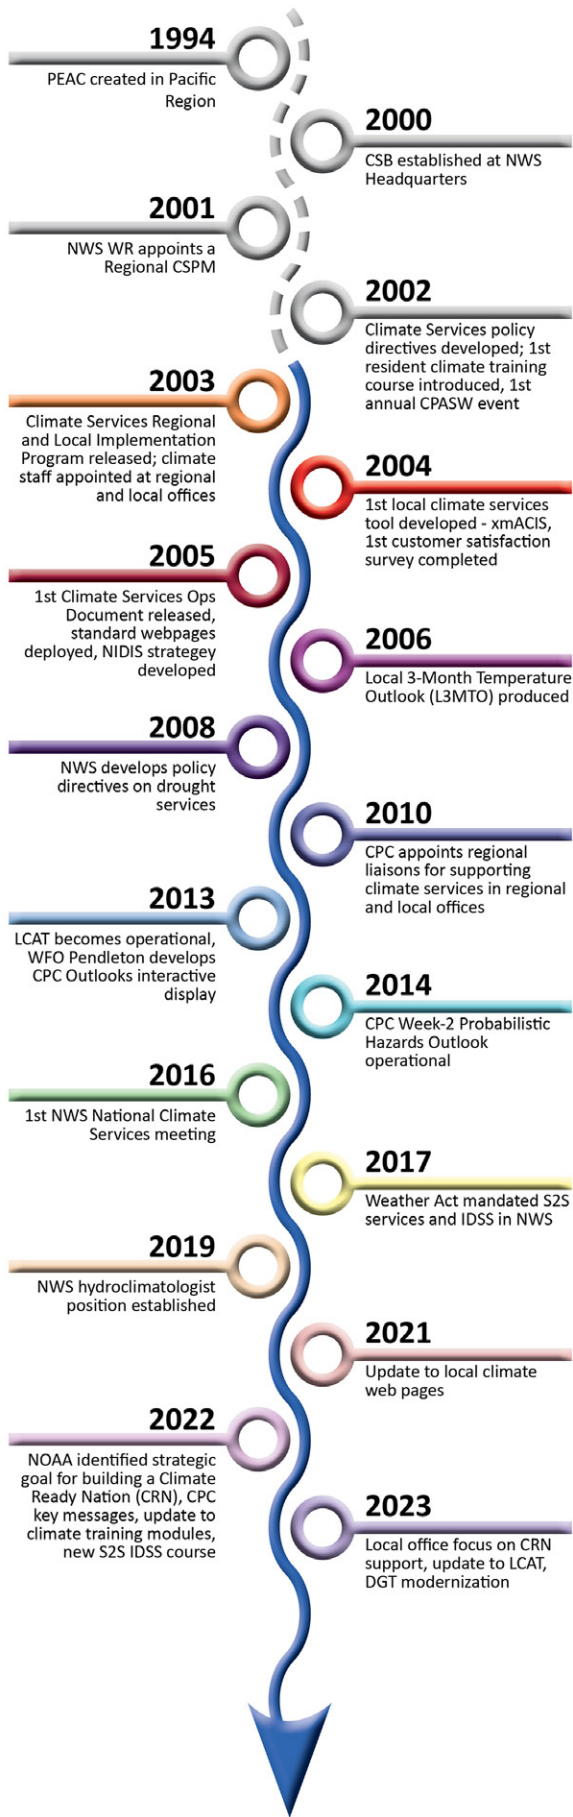 1994
PEAC created in Pacific
Region
2000
CSB established at NWS
Headquarters
2001
NWS WR appoints a
Regional CSPM
2002
Climate Services policy
directives developed; 1st
resident climate training
course introduced, 1st
annual CPASW event
2003
Climate Services Regional
and Local Implementation
Program released; climate
staff appointed at regional
and local offices
2004
1st local climate services
tool developed - xmACIS,
1st customer satisfaction
survey completed
2005
1st Climate Services Ops
Document released,
standard webpages
deployed, NIDIS strategey
developed
2006
Local 3-Month Temperature
Outlook (L3MTO) produced
2008
NWS develops policy
directives on drought
services
2010
CPC appoints regional
liaisons for supporting
climate services in regional
and local offices
2013
LCAT becomes operational,
WFO Pendleton develops
CPC Outlooks interactive
display
2014
CPC Week-2 Probabilistic
Hazards Outlook
operational
2016
1st NWS National Climate
Services meeting
2017
Weather Act mandated S2S
services and IDSS in NWS
2019
NWS hydroclimatologist
position established
2021
Update to local climate
web pages
2022
NOAA identified strategic
goal for building a Climate
Ready Nation (CRN), CPC
key messages, update to
climate training modules,
new S2S IDSS course
2023
Local office focus on CRN
support, update to LCAT,
DGT modernization